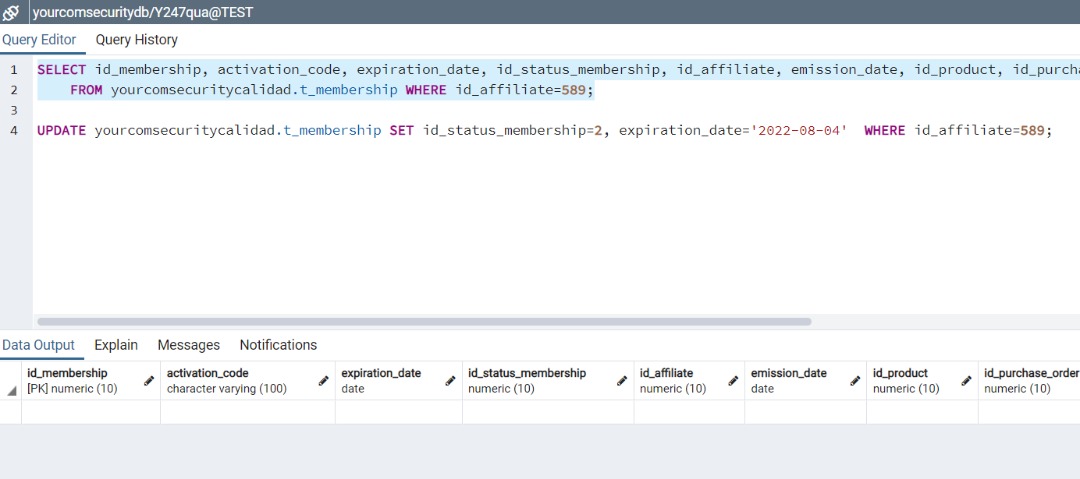 yourcomsecuritydb/Y247qua@TEST
Query Editor Query History
1 SELECT id_membership, activation_code, expiration_date, id_status_membership, id_affiliate, emission_date, id_product, id_purcha
2 FROM yourcomsecuritycalidad.t_membership WHERE id_affiliate=589;
3
4 UPDATE yourcomsecuritycalidad.t_membership SET id_status_membership=2, expiration_date='2022-08-04' WHERE id_affiliate=589;
Data Output Explain Messages Notifications
id_membership activation_code expiration_date id_status_membership id_affiliate emission_date id_product id_purchase_order
[PK] numeric (10) character varying (100) date numeric (10) numeric (10) date numeric (10) numeric (10)